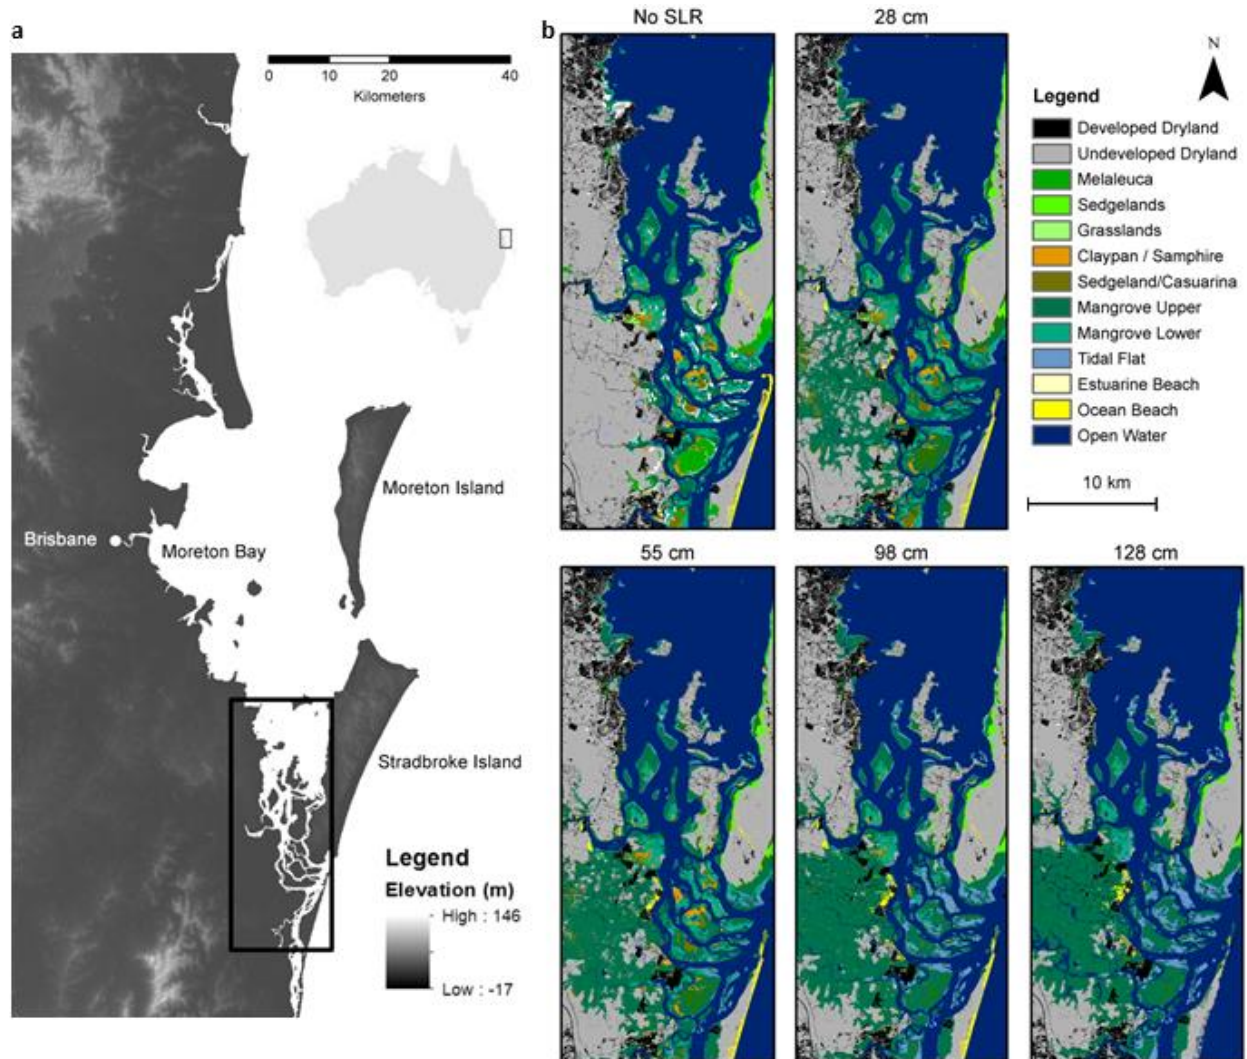 a
0 10 20 40
Kilometers
Moreton Island
Brisbane
Moreton Bay
Stradbroke Island
Legend
Elevation (m)
High : 146
Low : -17
b
No SLR
28 cm
N
Legend
Developed Dryland
Undeveloped Dryland
Melaleuca
Sedgelands
Grasslands
Claypan / Samphire
Sedgeland/Casuarina
Mangrove Upper
Mangrove Lower
Tidal Flat
Estuarine Beach
Ocean Beach
Open Water
10 km
55 cm
98 cm
128 cm